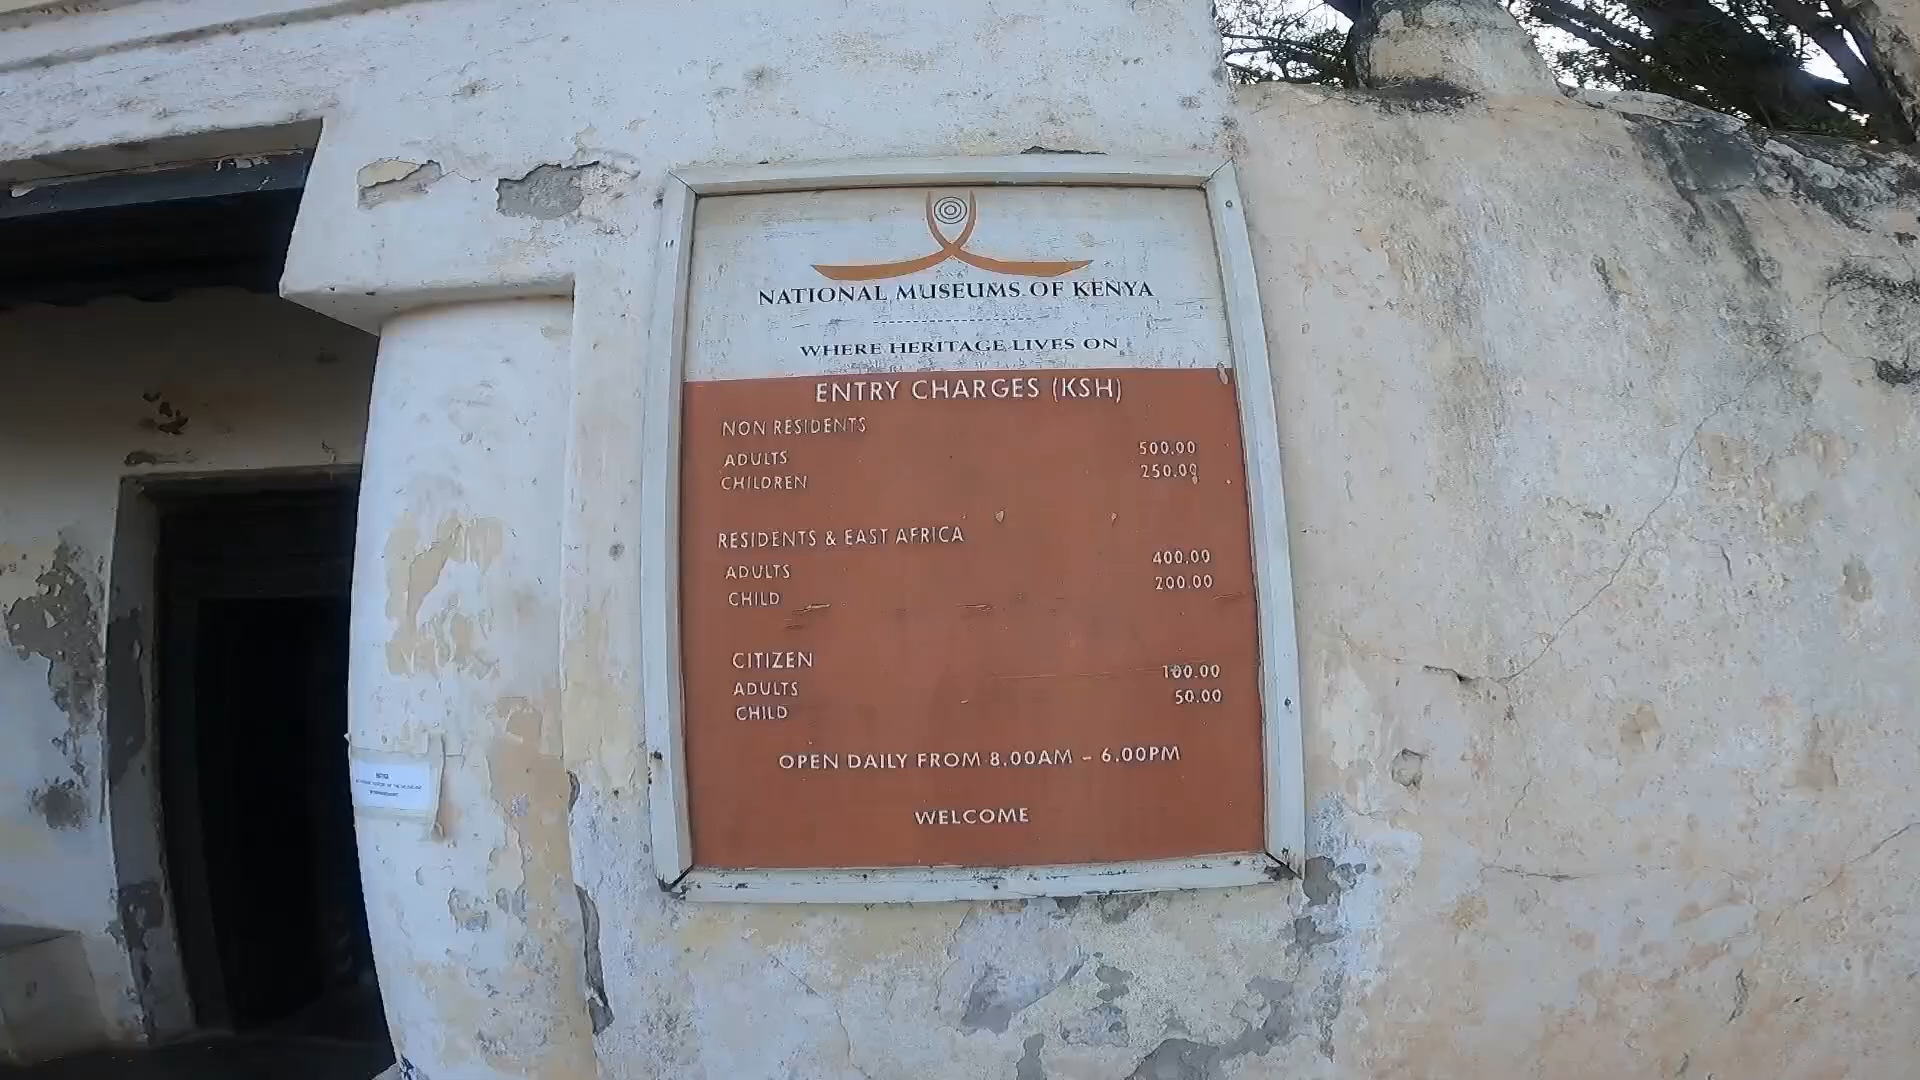 NATIONAL MUSEUMS OF KENYA
WHERE HERITAGE LIVES ON
ENTRY CHARGES (KSH)
NON RESIDENTS
ADULTS 500.00
CHILDREN 250.00
RESIDENTS & EAST AFRICA
ADULTS 400.00
CHILD 200.00
CITIZEN
ADULTS 100.00
CHILD 50.00
OPEN DAILY FROM 8.00AM – 6.00PM
WELCOME